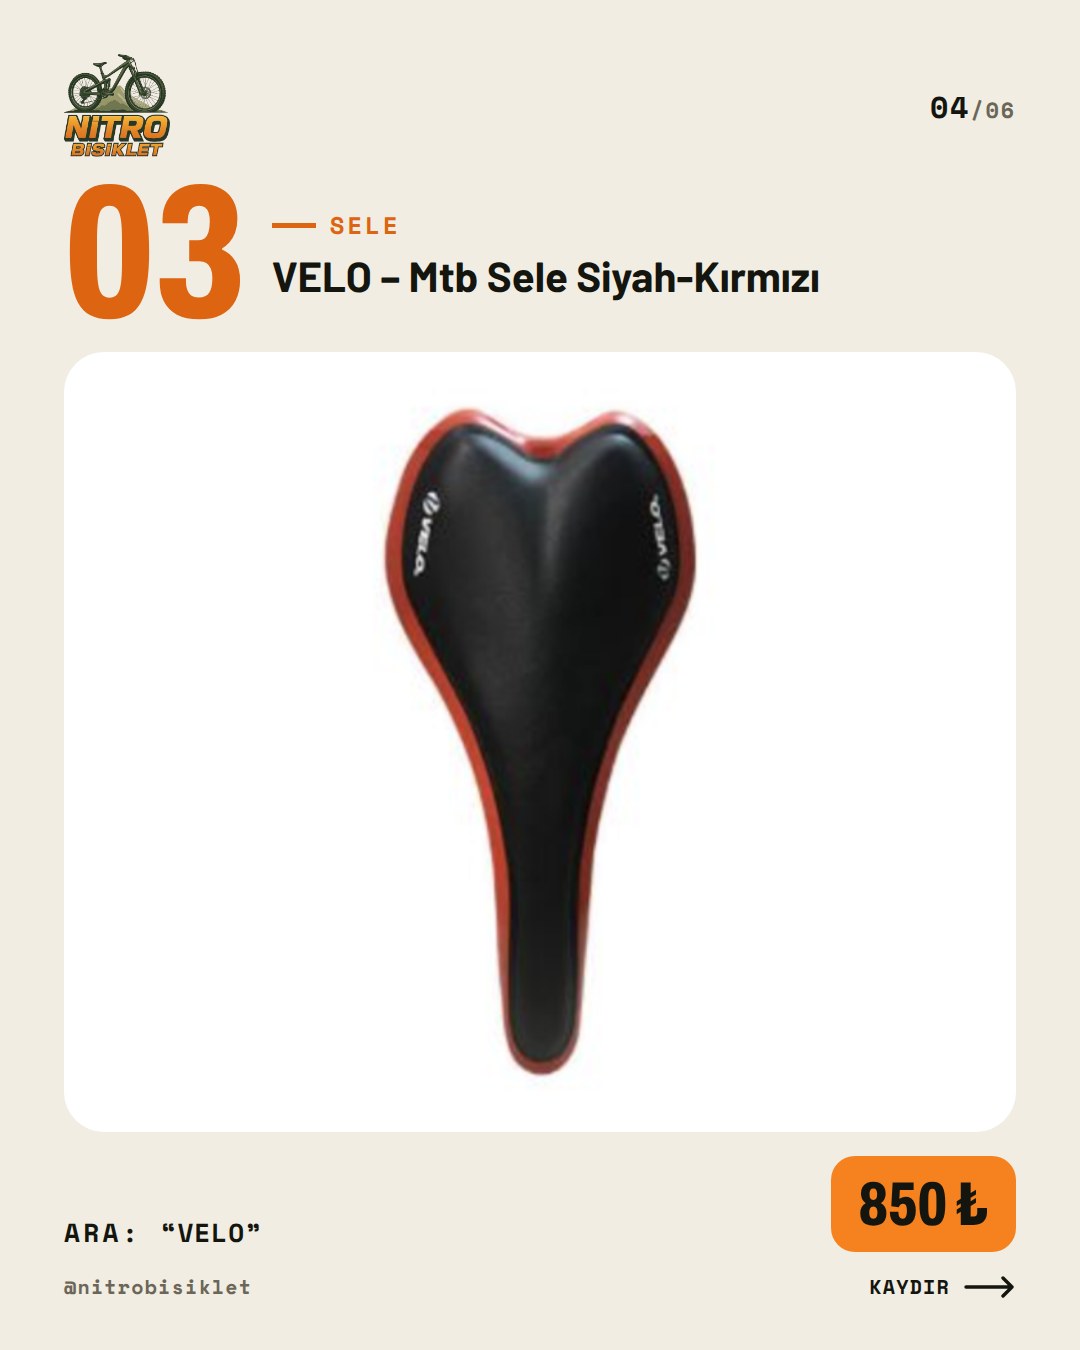 NiTRO
BISIKLET
04/06
03
SELE
VELO – Mtb Sele Siyah-Kırmızı
VELO
VELO
850 ₺
ARA: “VELO”
@nitrobisiklet
KAYDIR